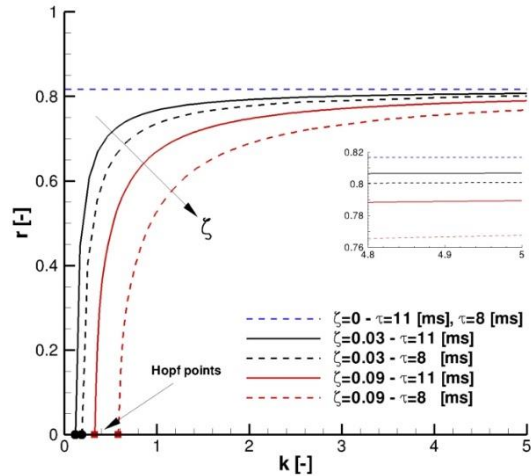 r [-]
1
0.8
0.6
0.4
0.2
0
0 1 2 3 4 5
k [-]
ζ
Hopf points
0.82
0.8
0.78
0.76
4.8 4.9 5
ζ=0 - τ=11 [ms], τ=8 [ms]
ζ=0.03 - τ=11 [ms]
ζ=0.03 - τ=8 [ms]
ζ=0.09 - τ=11 [ms]
ζ=0.09 - τ=8 [ms]